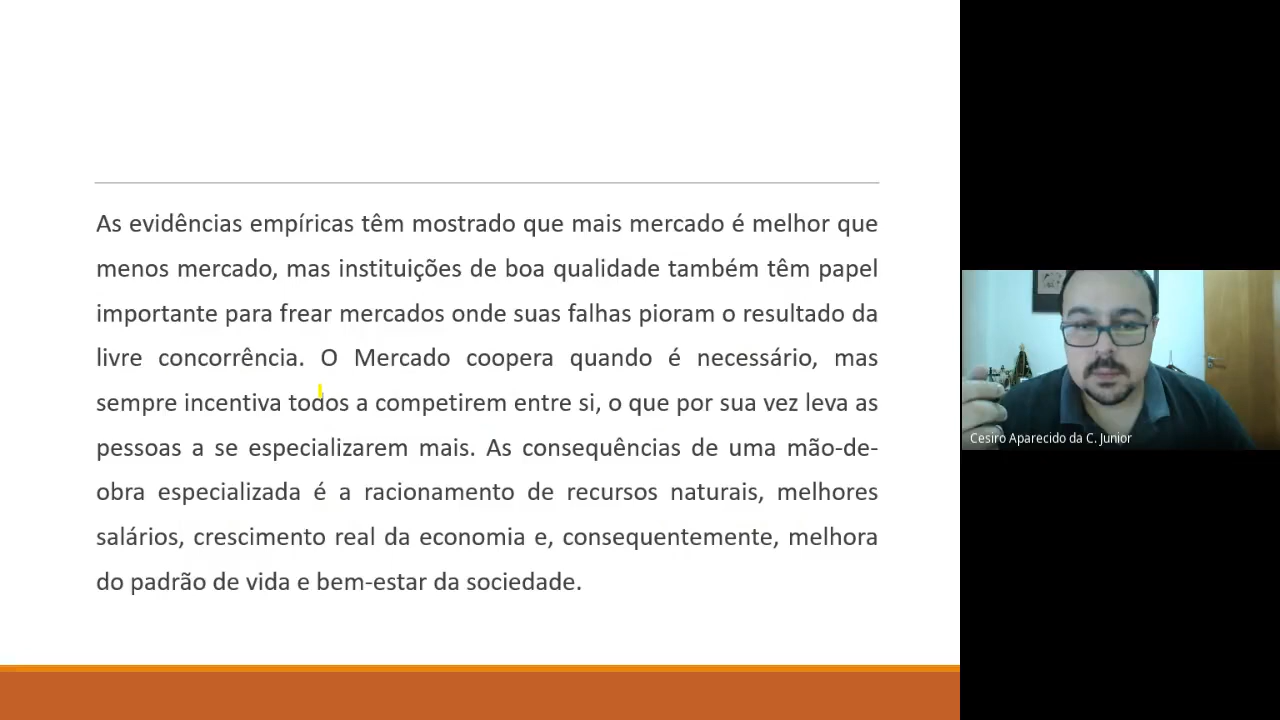 As evidências empíricas têm mostrado que mais mercado é melhor que
menos mercado, mas instituições de boa qualidade também têm papel
importante para frear mercados onde suas falhas pioram o resultado da
livre concorrência. O Mercado coopera quando é necessário, mas
sempre incentiva todos a competirem entre si, o que por sua vez leva as
pessoas a se especializarem mais. As consequências de uma mão-de-
obra especializada é a racionamento de recursos naturais, melhores
salários, crescimento real da economia e, consequentemente, melhora
do padrão de vida e bem-estar da sociedade.
Cesiro Aparecido da C. Junior